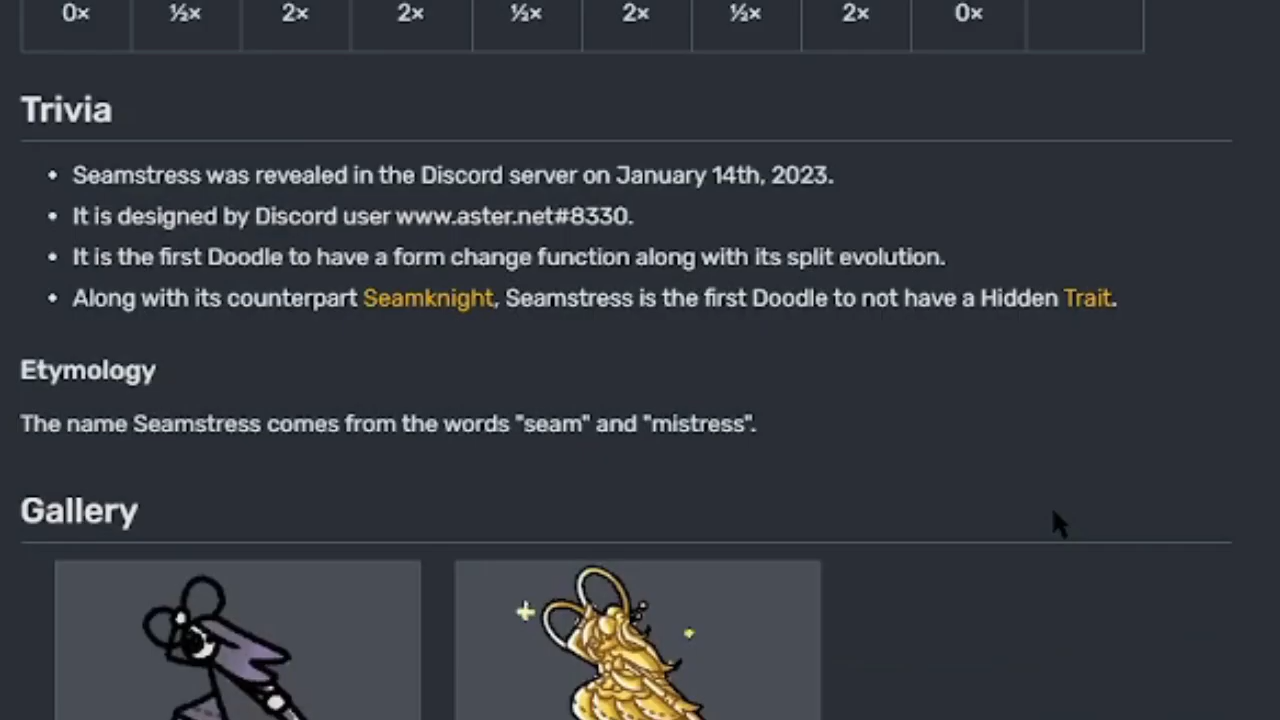 0× ½× 2× 2× ½× 2× ½× 2× 0×
Trivia
• Seamstress was revealed in the Discord server on January 14th, 2023.
• It is designed by Discord user www.aster.net#8330.
• It is the first Doodle to have a form change function along with its split evolution.
• Along with its counterpart Seamknight, Seamstress is the first Doodle to not have a Hidden Trait.
Etymology
The name Seamstress comes from the words "seam" and "mistress".
Gallery